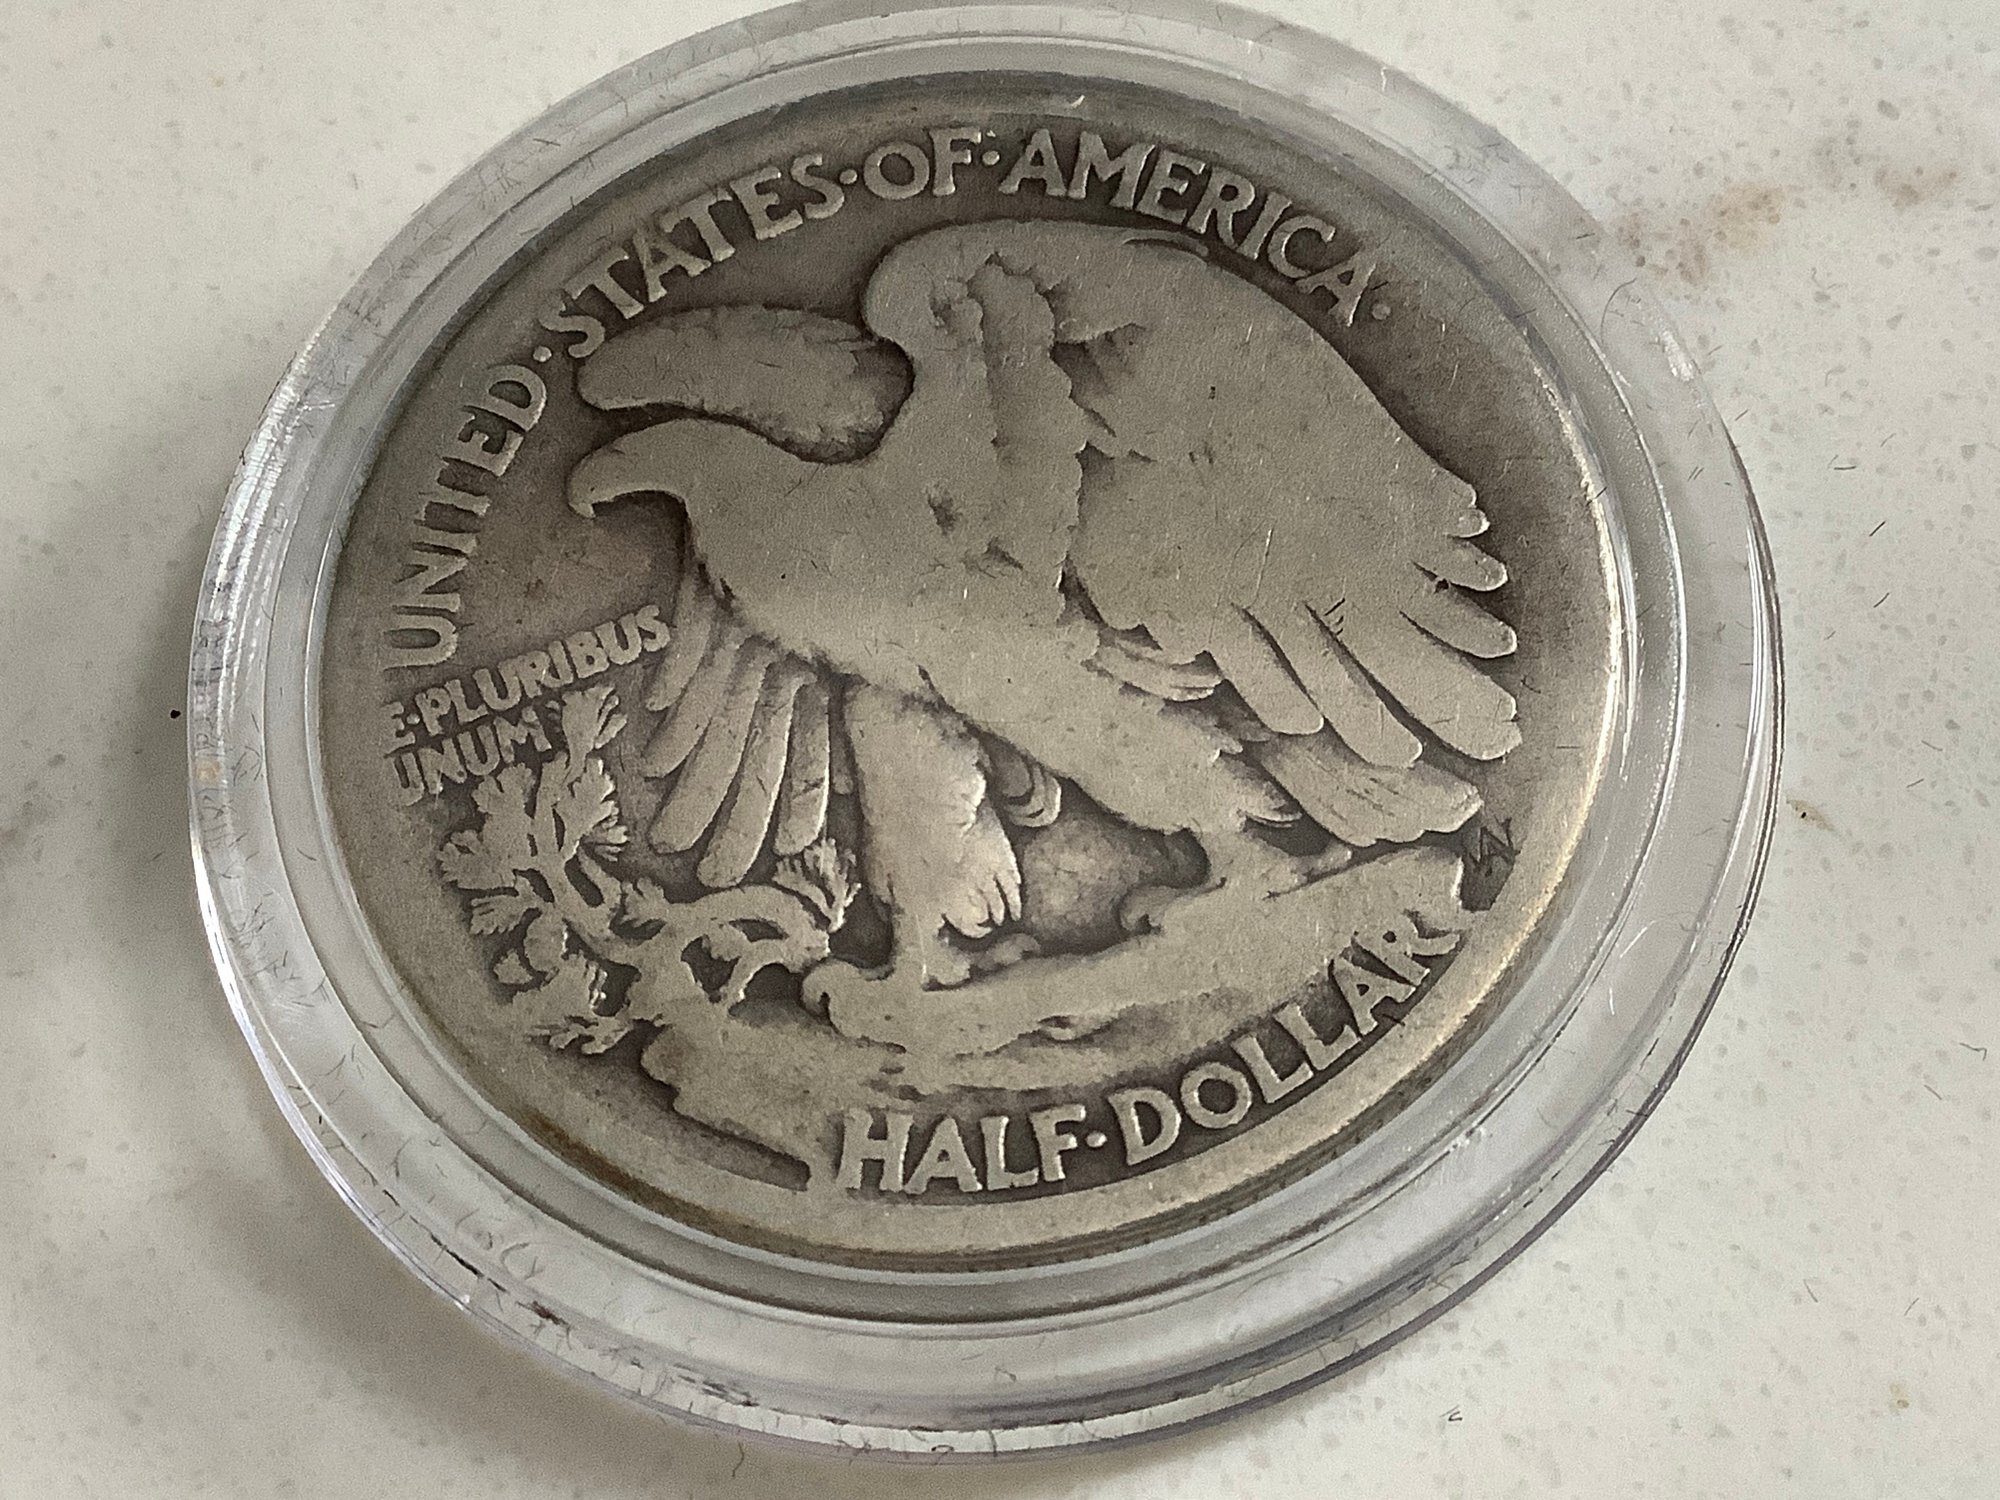 UNITED·STATES·OF·AMERICA·
E·PLURIBUS
UNUM
HALF·DOLLAR